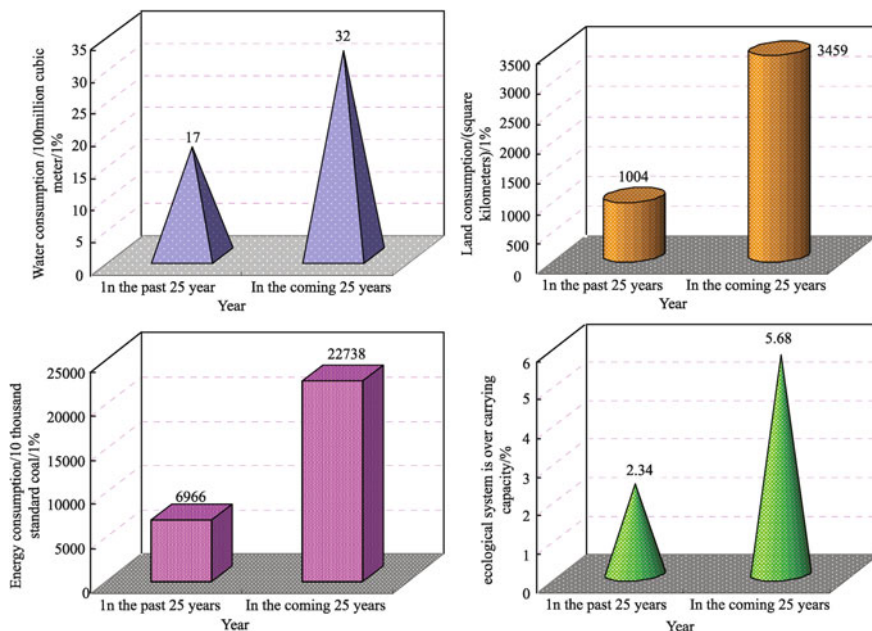 Water consumption /100million cubic
meter/1%
35
30
25
20
15
10
5
0
17
32
1n the past 25 year
In the coming 25 years
Year
Land consumption/(square
kilometers)/1%
3500
3000
2500
2000
1500
1000
500
0
1004
3459
1n the past 25 years
In the coming 25 years
Year
Energy consumption/10 thousand
standard coal/1%
25000
20000
15000
10000
5000
0
6966
22738
1n the past 25 years
In the coming 25 years
Year
ecological system is over carrying
capacity/%
6
5
4
3
2
1
0
2.34
5.68
1n the past 25 years
In the coming 25 years
Year